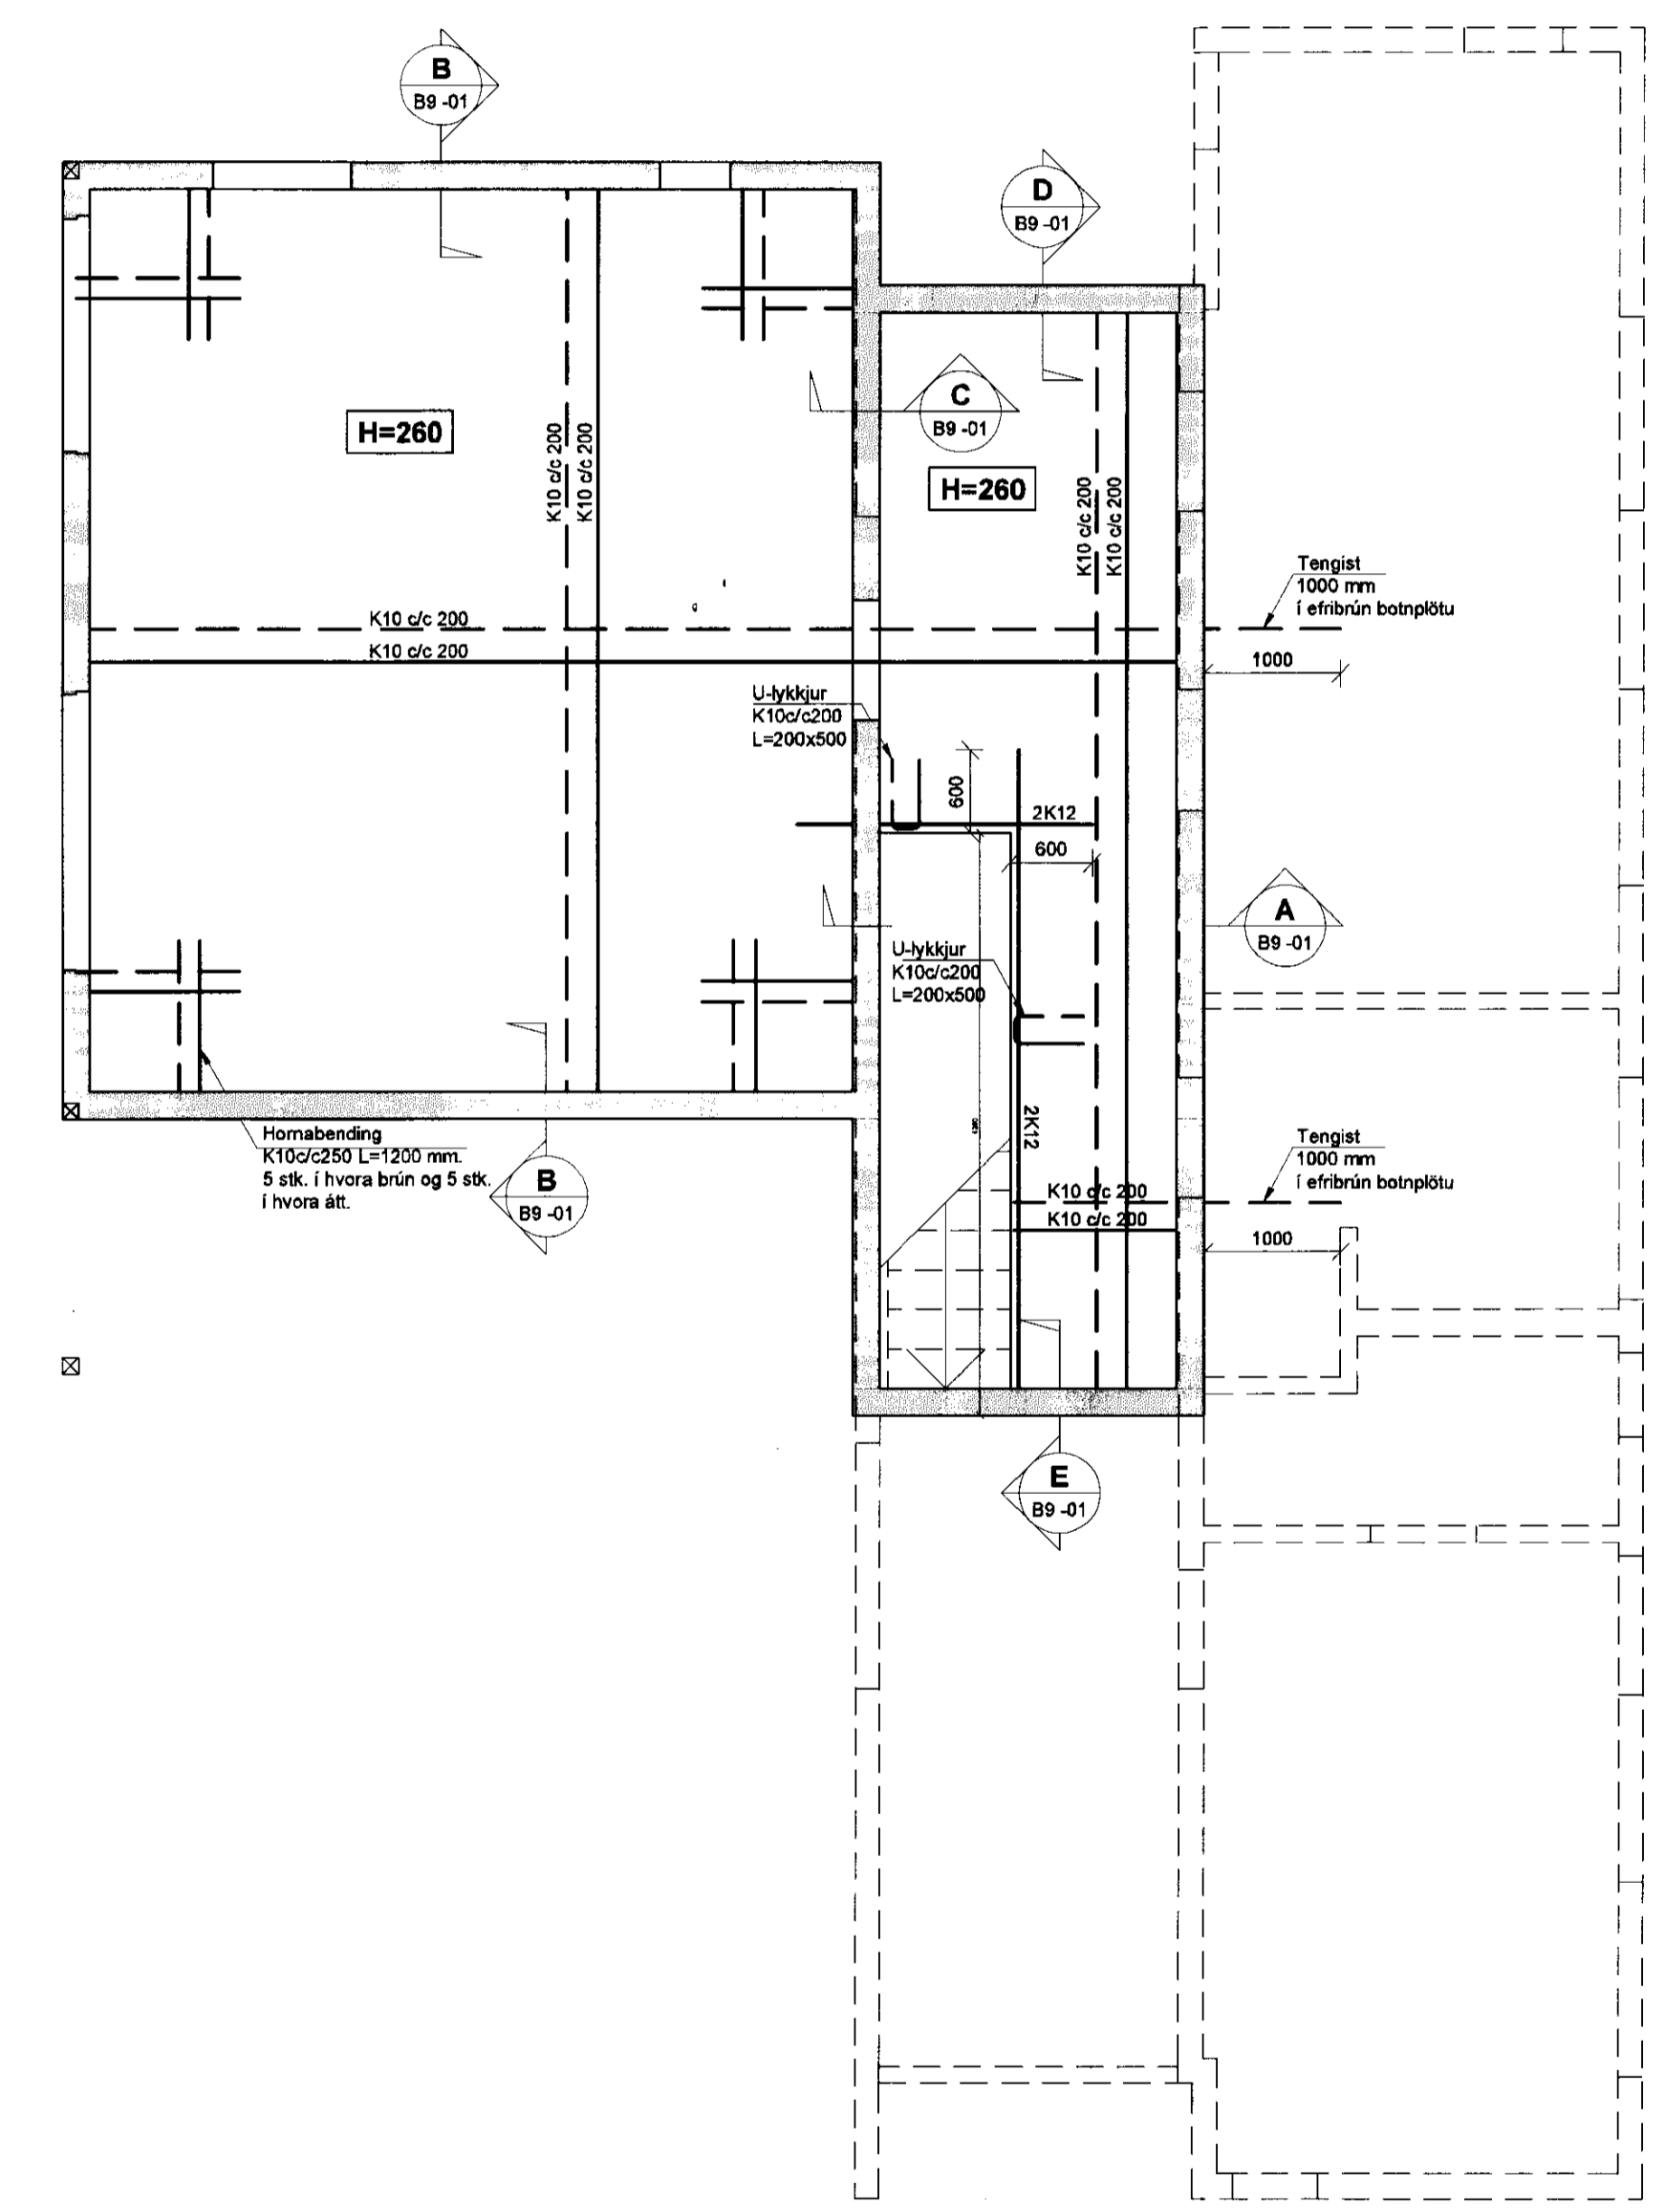 B
B9 -01
D
B9 -01
C
B9 -01
H=260
H=260
K10 c/c 200
K10 c/c 200
K10 c/c 200
K10 c/c 200
Tengist
1000 mm
í efribrún botnplötu
1000
K10 c/c 200
K10 c/c 200
U-lykkjur
K10c/c200
L=200x500
600
2K12
600
A
B9 -01
U-lykkjur
K10c/c200
L=200x500
2K12
Hornabending
K10c/c250 L=1200 mm.
5 stk. í hvora brún og 5 stk.
í hvora átt.
B
B9 -01
Tengist
1000 mm
í efribrún botnplötu
1000
K10 c/c 200
K10 c/c 200
E
B9 -01